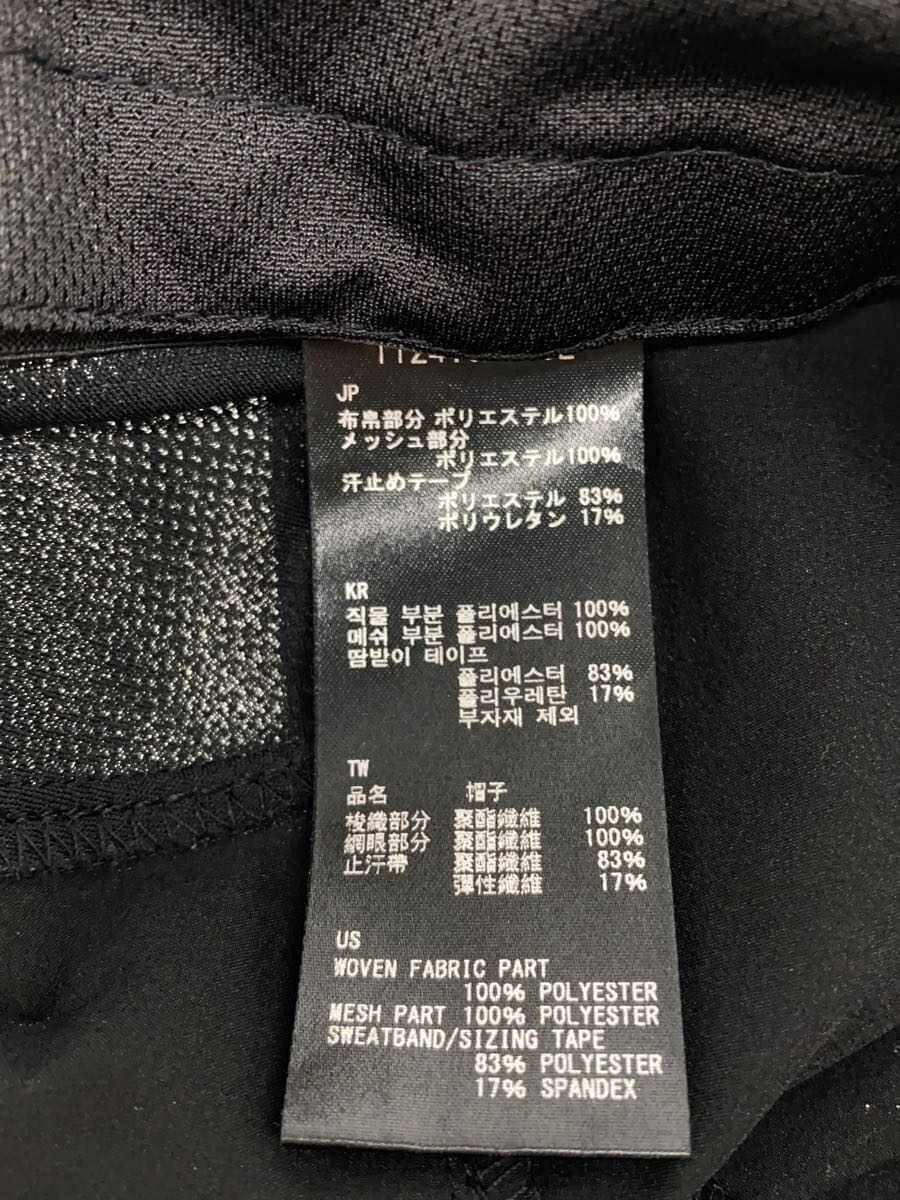 JP
布帛部分 ポリエステル100%
メッシュ部分
ポリエステル100%
汗止めテープ
ポリエステル 83%
ポリウレタン 17%
KR
직물 부분 폴리에스터 100%
메쉬 부분 폴리에스터 100%
땀받이 테이프
폴리에스터 83%
폴리우레탄 17%
부자재 제외
TW
品名 帽子
梭織部分 聚酯纖維 100%
網眼部分 聚酯纖維 100%
止汗帶 聚酯纖維 83%
彈性纖維 17%
US
WOVEN FABRIC PART
100% POLYESTER
MESH PART 100% POLYESTER
SWEATBAND/SIZING TAPE
83% POLYESTER
17% SPANDEX